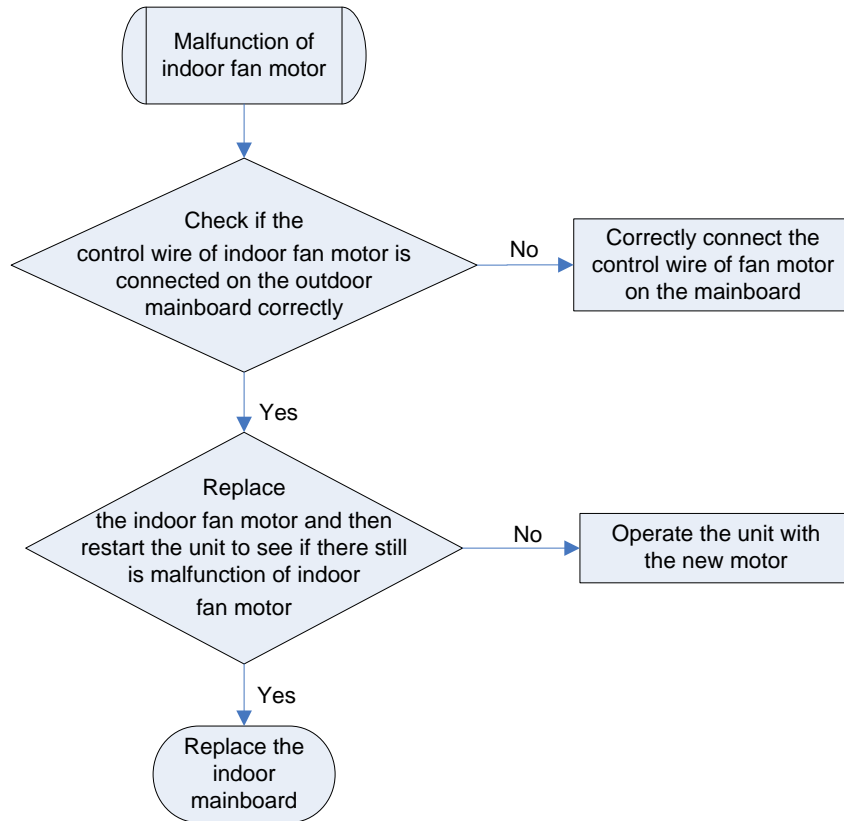 Malfunction of
indoor fan motor
Check if the
control wire of indoor fan motor is
connected on the outdoor
mainboard correctly
No
Correctly connect the
control wire of fan motor
on the mainboard
Yes
Replace
the indoor fan motor and then
restart the unit to see if there still
is malfunction of indoor
fan motor
No
Operate the unit with
the new motor
Yes
Replace the
indoor
mainboard